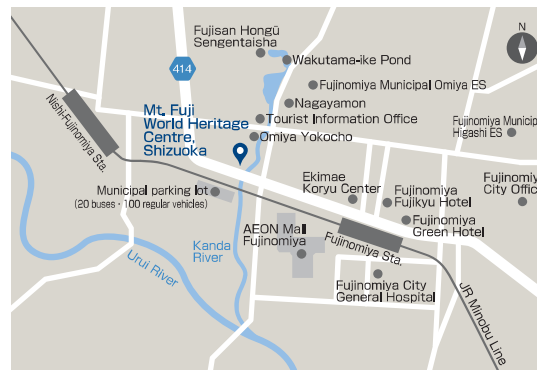 N
Fujisan Hongū
Sengentaisha
Wakutama-ike Pond
414
Fujinomiya Municipal Omiya ES
Nishi-Fujinomiya Sta.
Mt. Fuji
World Heritage
Centre,
Shizuoka
Nagayamon
Tourist Information Office
Omiya Yokocho
Fujinomiya Municip
Higashi ES
Municipal parking lot
(20 buses・100 regular vehicles)
Ekimae
Koryu Center
Fujinomiya
Fujikyu Hotel
Fujinomiy
City Offic
Fujinomiya
Green Hotel
Kanda
River
AEON Mall
Fujinomiya
Fujinomiya Sta.
Urui River
Fujinomiya City
General Hospital
JR Minobu Line